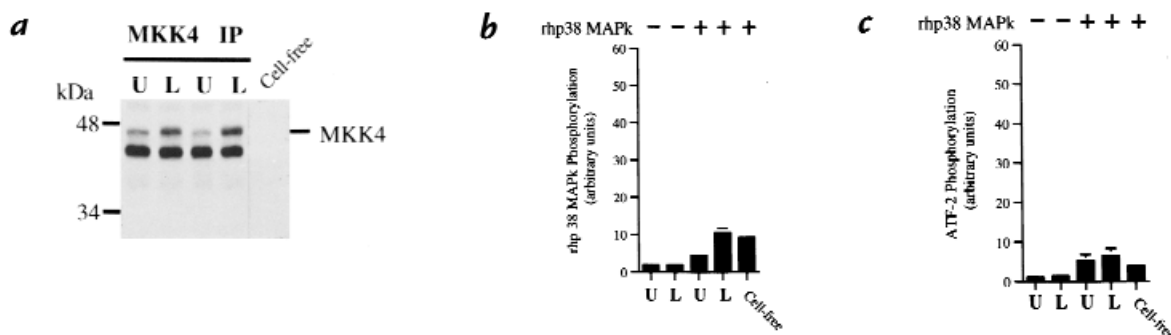 a
MKK4 IP
U L U L Cell-free
kDa
48
MKK4
34
b
rhp38 MAPk − − + + +
rhp 38 MAPk Phosphorylation
(arbitrary units)
60
50
40
30
20
10
0
U L U L Cell-free
c
rhp38 MAPk − − + + +
ATF-2 Phosphorylation
(arbitrary units)
60
50
40
30
20
10
0
U L U L Cell-free